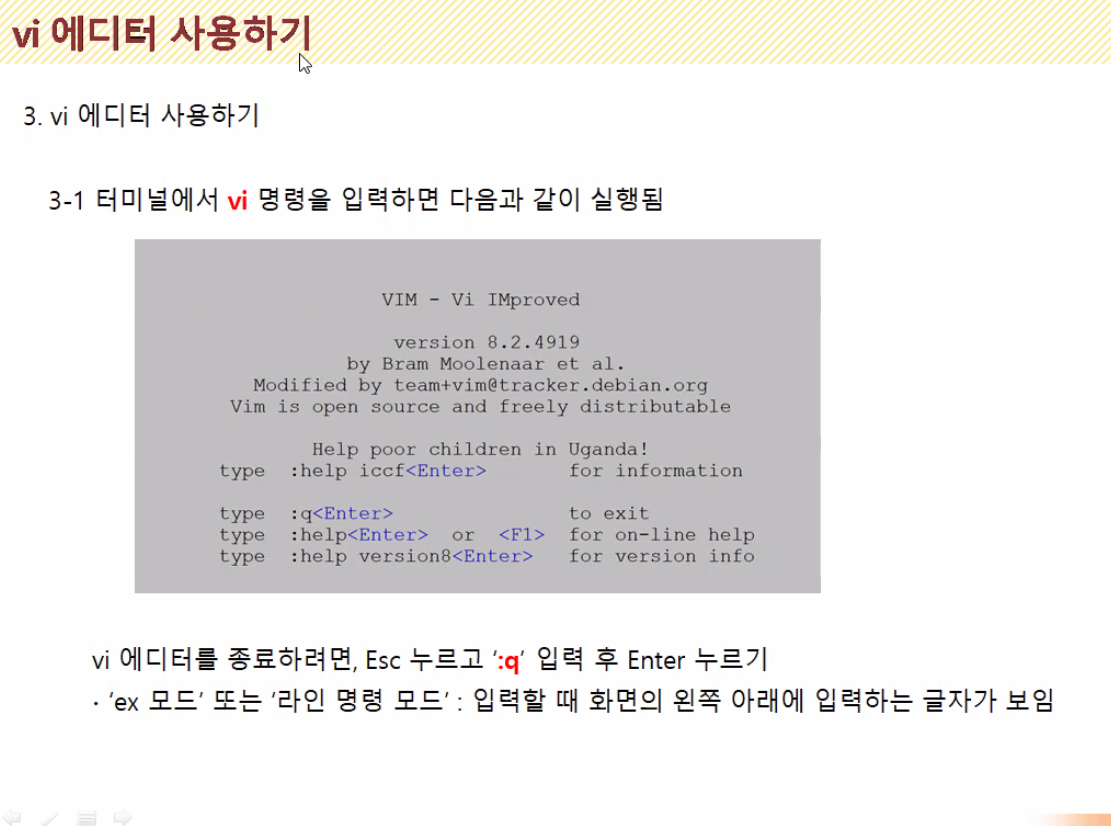 vi 에디터 사용하기
3. vi 에디터 사용하기
3-1 터미널에서 vi 명령을 입력하면 다음과 같이 실행됨
VIM - Vi IMproved
version 8.2.4919
by Bram Moolenaar et al.
Modified by team+vim@tracker.debian.org
Vim is open source and freely distributable
Help poor children in Uganda!
type :help iccf<Enter> for information
type :q<Enter> to exit
type :help<Enter> or <F1> for on-line help
type :help version8<Enter> for version info
vi 에디터를 종료하려면, Esc 누르고 ‘:q’ 입력 후 Enter 누르기
· ‘ex 모드’ 또는 ‘라인 명령 모드’ : 입력할 때 화면의 왼쪽 아래에 입력하는 글자가 보임